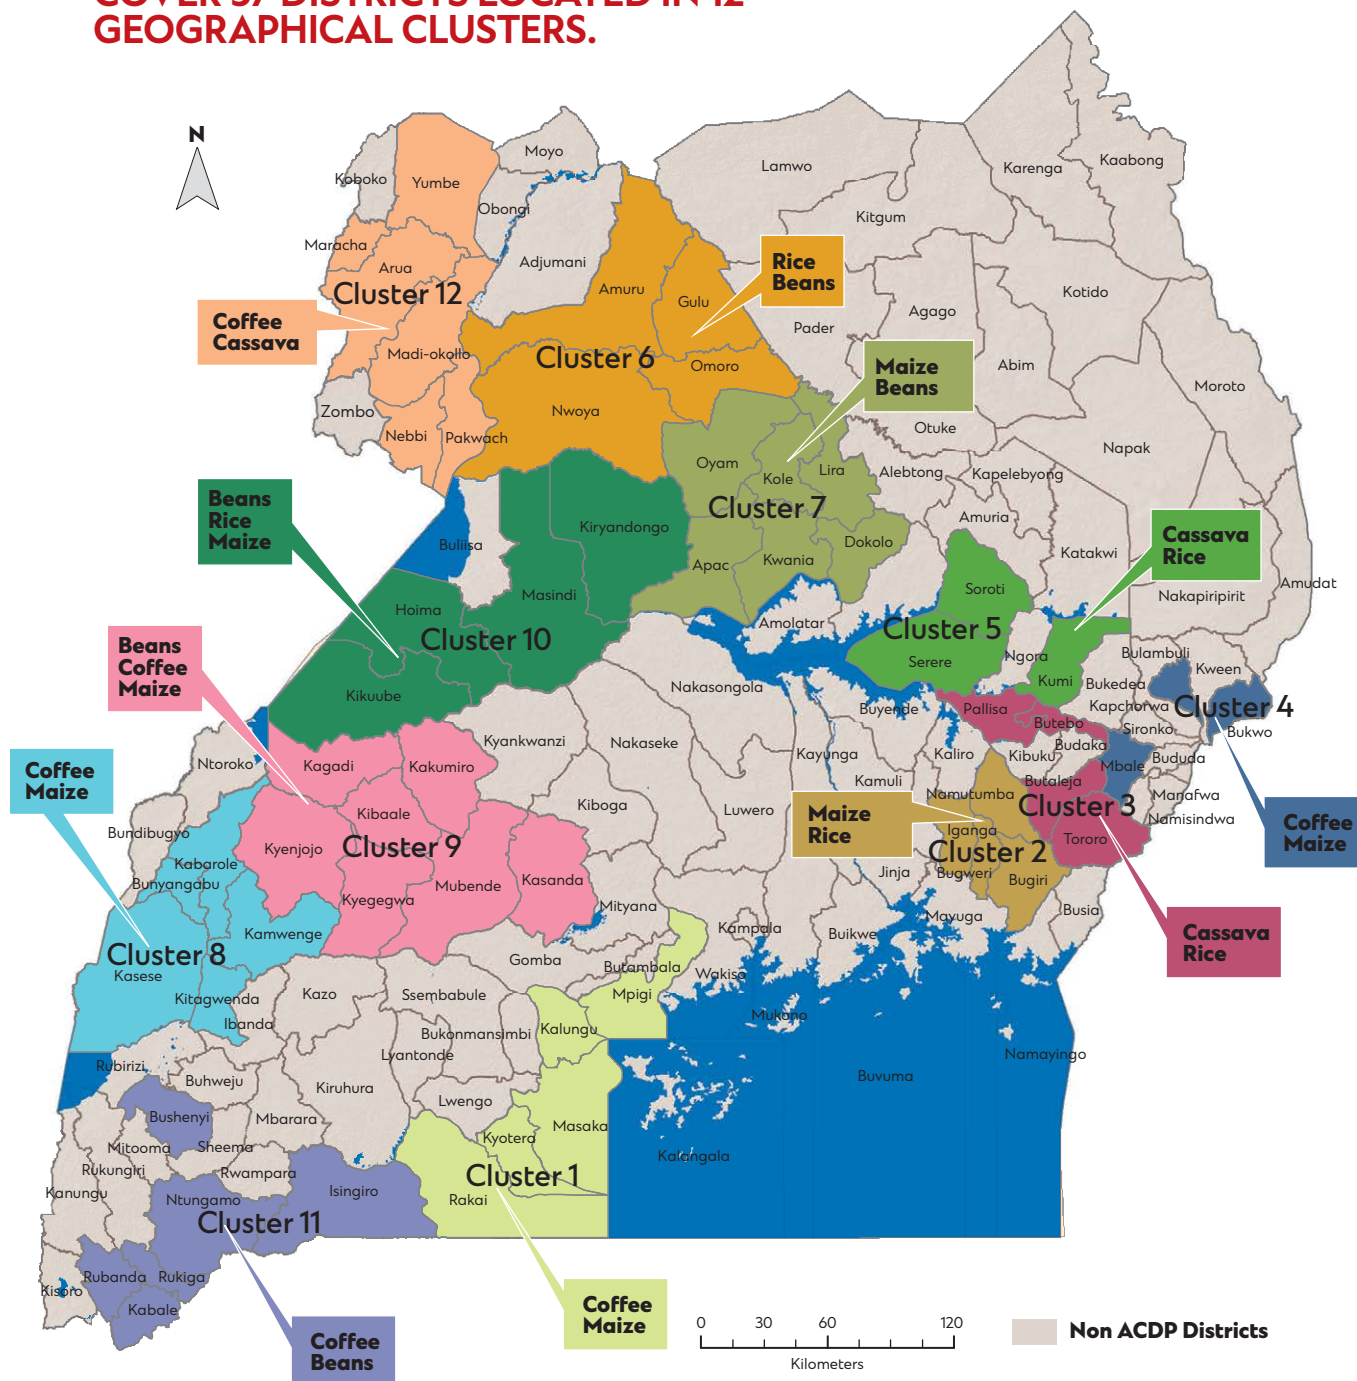 GEOGRAPHICAL CLUSTERS.
N
Moyo
Koboko
Yumbe
Obongi
Lamwo
Karenga
Kaabong
Kitgum
Maracha
Arua
Adjumani
Cluster 12
Coffee
Cassava
Madi-okollo
Zombo
Nebbi
Pakwach
Amuru
Gulu
Rice
Beans
Cluster 6
Omoro
Nwoya
Pader
Agago
Kotido
Abim
Moroto
Maize
Beans
Otuke
Napak
Oyam
Kole
Lira
Alebtong
Kapelebyong
Cluster 7
Amuria
Apac
Kwania
Dokolo
Katakwi
Cassava
Rice
Amudat
Nakapiripirit
Beans
Rice
Maize
Buliisa
Kiryandongo
Masindi
Hoima
Cluster 10
Kikuube
Amolatar
Soroti
Cluster 5
Serere
Ngora
Kumi
Bulambuli
Kween
Bukedea
Kapchorwa
Cluster 4
Sironko
Bukwo
Beans
Coffee
Maize
Nakasongola
Buyende
Pallisa
Butebo
Kyankwanzi
Nakaseke
Kayunga
Kaliro
Kibuku
Budaka
Mbale
Bududa
Ntoroko
Kagadi
Kakumiro
Coffee
Maize
Kamuli
Namutumba
Butaleja
Manafwa
Cluster 3
Namisindwa
Kiboga
Luwero
Maize
Rice
Iganga
Tororo
Coffee
Maize
Kibaale
Bundibugyo
Kyenjojo
Cluster 9
Cluster 2
Kabarole
Bunyangabu
Mubende
Kasanda
Jinja
Bugweri
Bugiri
Kyegegwa
Mityana
Kampala
Buikwe
Mayuga
Busia
Cassava
Rice
Kamwenge
Cluster 8
Kasese
Gomba
Butambala
Wakiso
Kitagwenda
Kazo
Ssembabule
Mpigi
Ibanda
Kalungu
Mukono
Bukonmansimbi
Lyantonde
Namayingo
Rubirizi
Buhweju
Kiruhura
Buvuma
Lwengo
Bushenyi
Mbarara
Masaka
Kyotera
Mitooma
Sheema
Kalangala
Rukungiri
Rwampara
Cluster 1
Kanungu
Ntungamo
Isingiro
Rakai
Cluster 11
Rubanda
Rukiga
Kisoro
Kabale
Coffee
Maize
Coffee
Beans
0 30 60 120
Kilometers
Non ACDP Districts